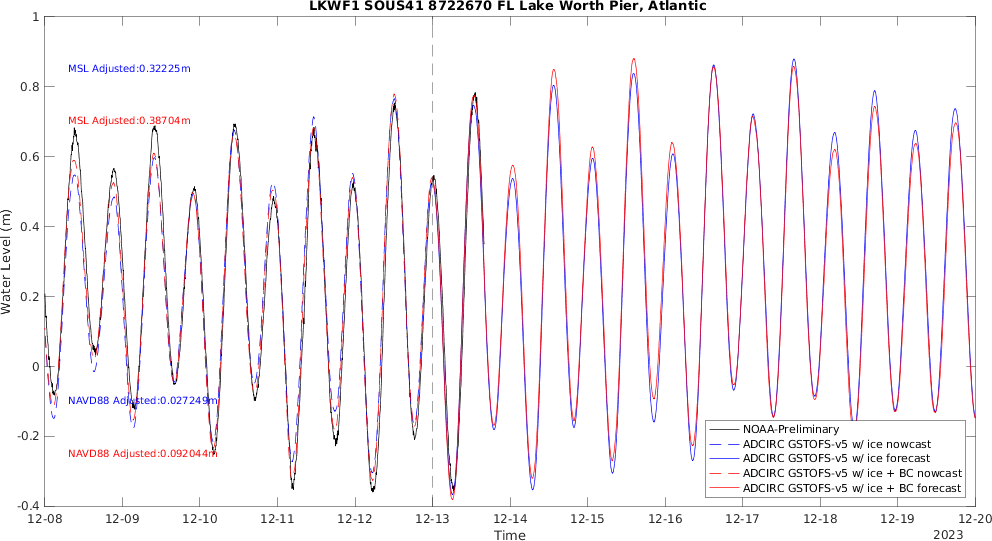 LKWF1 SOUS41 8722670 FL Lake Worth Pier, Atlantic
Water Level (m)
1
0.8
0.6
0.4
0.2
0
-0.2
-0.4
MSL Adjusted:0.32225m
MSL Adjusted:0.38704m
NAVD88 Adjusted:0.027249m
NAVD88 Adjusted:0.092044m
NOAA-Preliminary
ADCIRC GSTOFS-v5 w/ ice nowcast
ADCIRC GSTOFS-v5 w/ ice forecast
ADCIRC GSTOFS-v5 w/ ice + BC nowcast
ADCIRC GSTOFS-v5 w/ ice + BC forecast
12-08 12-09 12-10 12-11 12-12 12-13 12-14 12-15 12-16 12-17 12-18 12-19 12-20
Time
2023